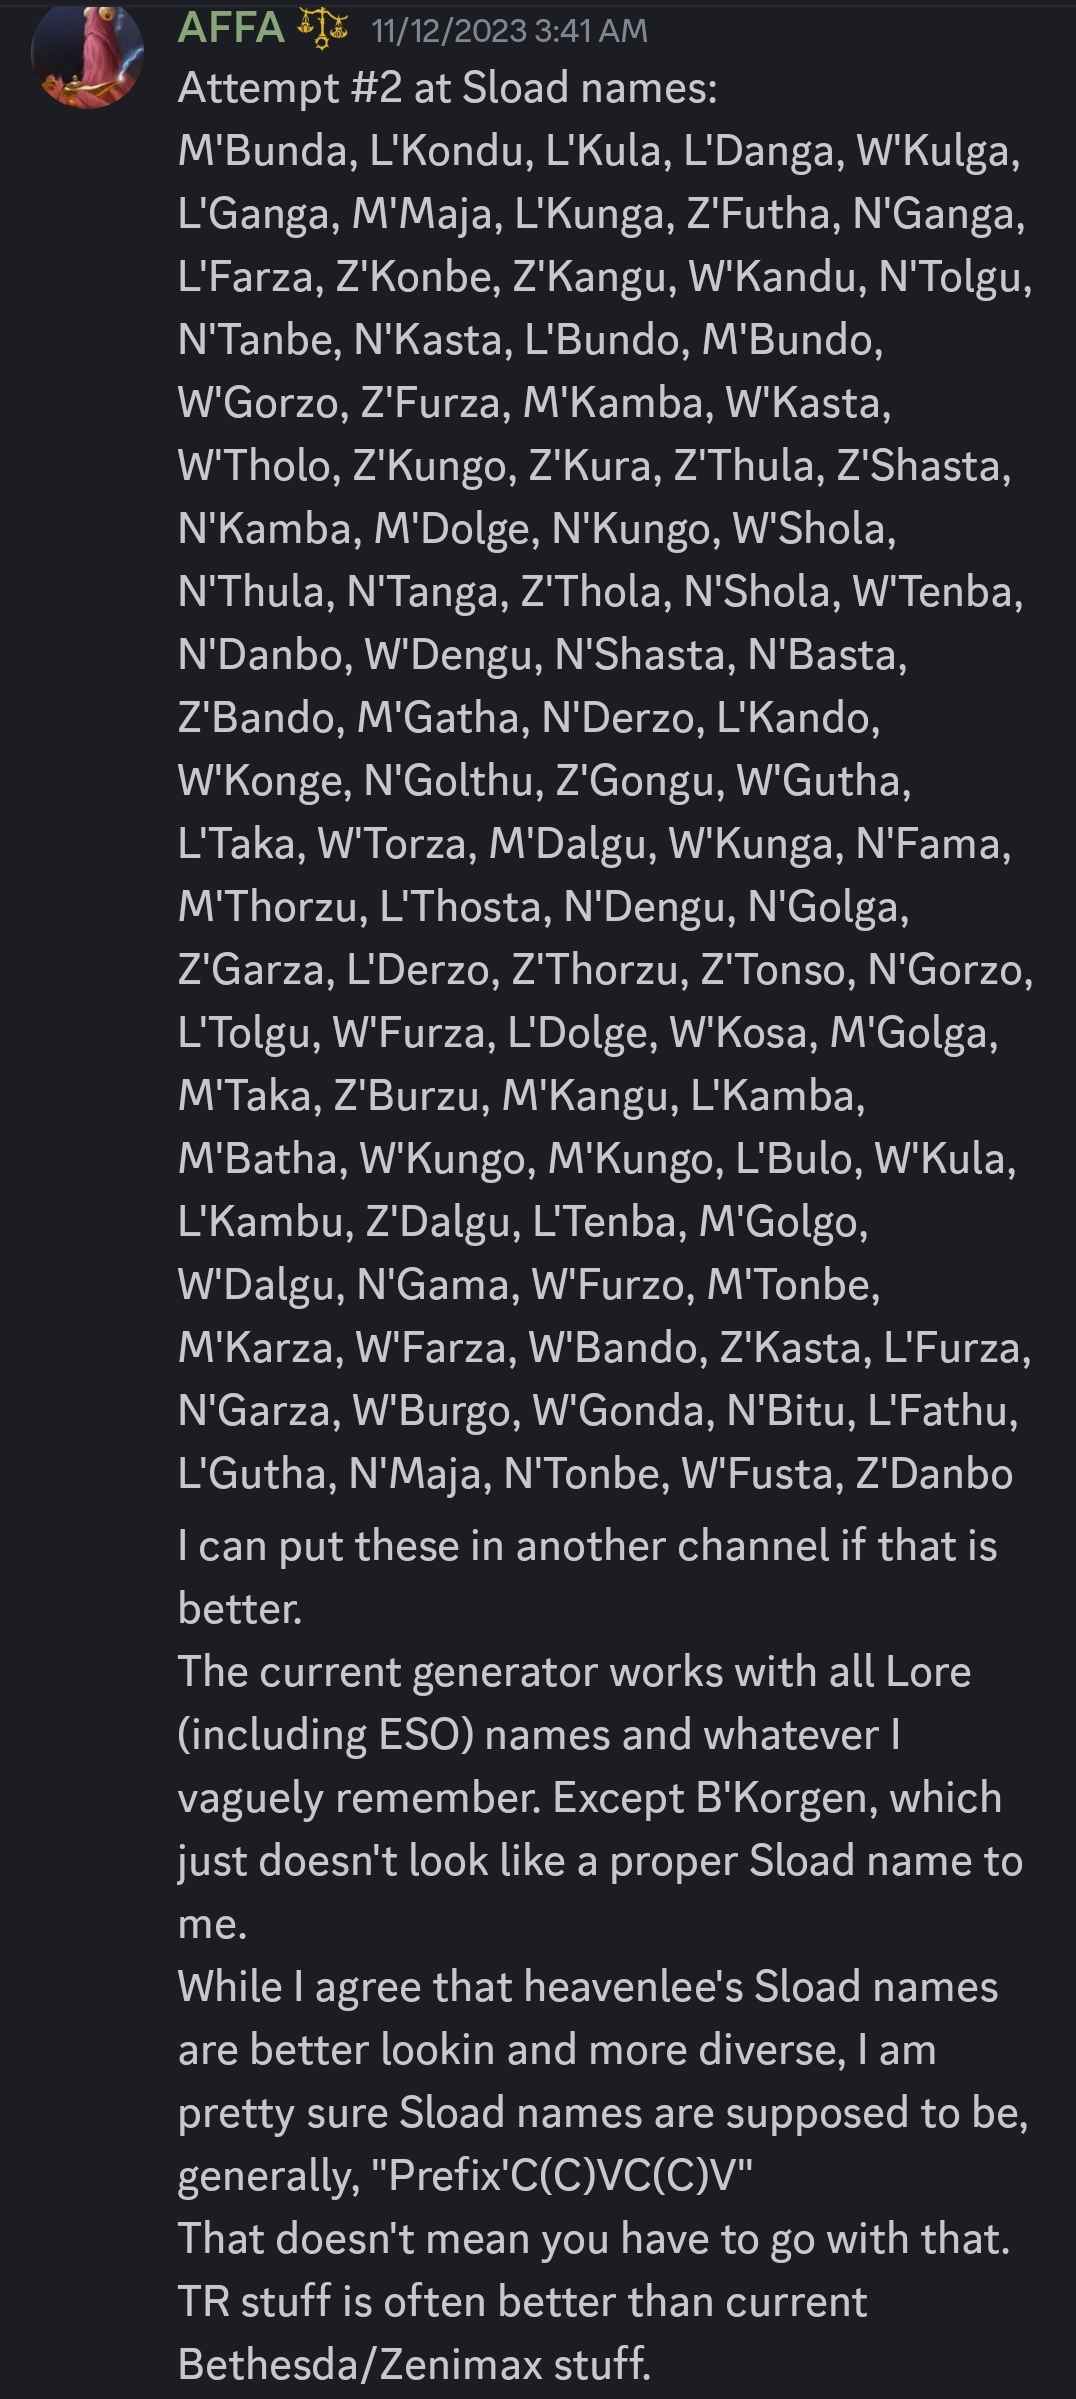 AFFA 11/12/2023 3:41 AM
Attempt #2 at Sload names:
M'Bunda, L'Kondu, L'Kula, L'Danga, W'Kulga,
L'Ganga, M'Maja, L'Kunga, Z'Futha, N'Ganga,
L'Farza, Z'Konbe, Z'Kangu, W'Kandu, N'Tolgu,
N'Tanbe, N'Kasta, L'Bundo, M'Bundo,
W'Gorzo, Z'Furza, M'Kamba, W'Kasta,
W'Tholo, Z'Kungo, Z'Kura, Z'Thula, Z'Shasta,
N'Kamba, M'Dolge, N'Kungo, W'Shola,
N'Thula, N'Tanga, Z'Thola, N'Shola, W'Tenba,
N'Danbo, W'Dengu, N'Shasta, N'Basta,
Z'Bando, M'Gatha, N'Derzo, L'Kando,
W'Konge, N'Golthu, Z'Gongu, W'Gutha,
L'Taka, W'Torza, M'Dalgu, W'Kunga, N'Fama,
M'Thorzu, L'Thosta, N'Dengu, N'Golga,
Z'Garza, L'Derzo, Z'Thorzu, Z'Tonso, N'Gorzo,
L'Tolgu, W'Furza, L'Dolge, W'Kosa, M'Golga,
M'Taka, Z'Burzu, M'Kangu, L'Kamba,
M'Batha, W'Kungo, M'Kungo, L'Bulo, W'Kula,
L'Kambu, Z'Dalgu, L'Tenba, M'Golgo,
W'Dalgu, N'Gama, W'Furzo, M'Tonbe,
M'Karza, W'Farza, W'Bando, Z'Kasta, L'Furza,
N'Garza, W'Burgo, W'Gonda, N'Bitu, L'Fathu,
L'Gutha, N'Maja, N'Tonbe, W'Fusta, Z'Danbo
I can put these in another channel if that is
better.
The current generator works with all Lore
(including ESO) names and whatever I
vaguely remember. Except B'Korgen, which
just doesn't look like a proper Sload name to
me.
While I agree that heavenlee's Sload names
are better lookin and more diverse, I am
pretty sure Sload names are supposed to be,
generally, "Prefix'C(C)VC(C)V"
That doesn't mean you have to go with that.
TR stuff is often better than current
Bethesda/Zenimax stuff.